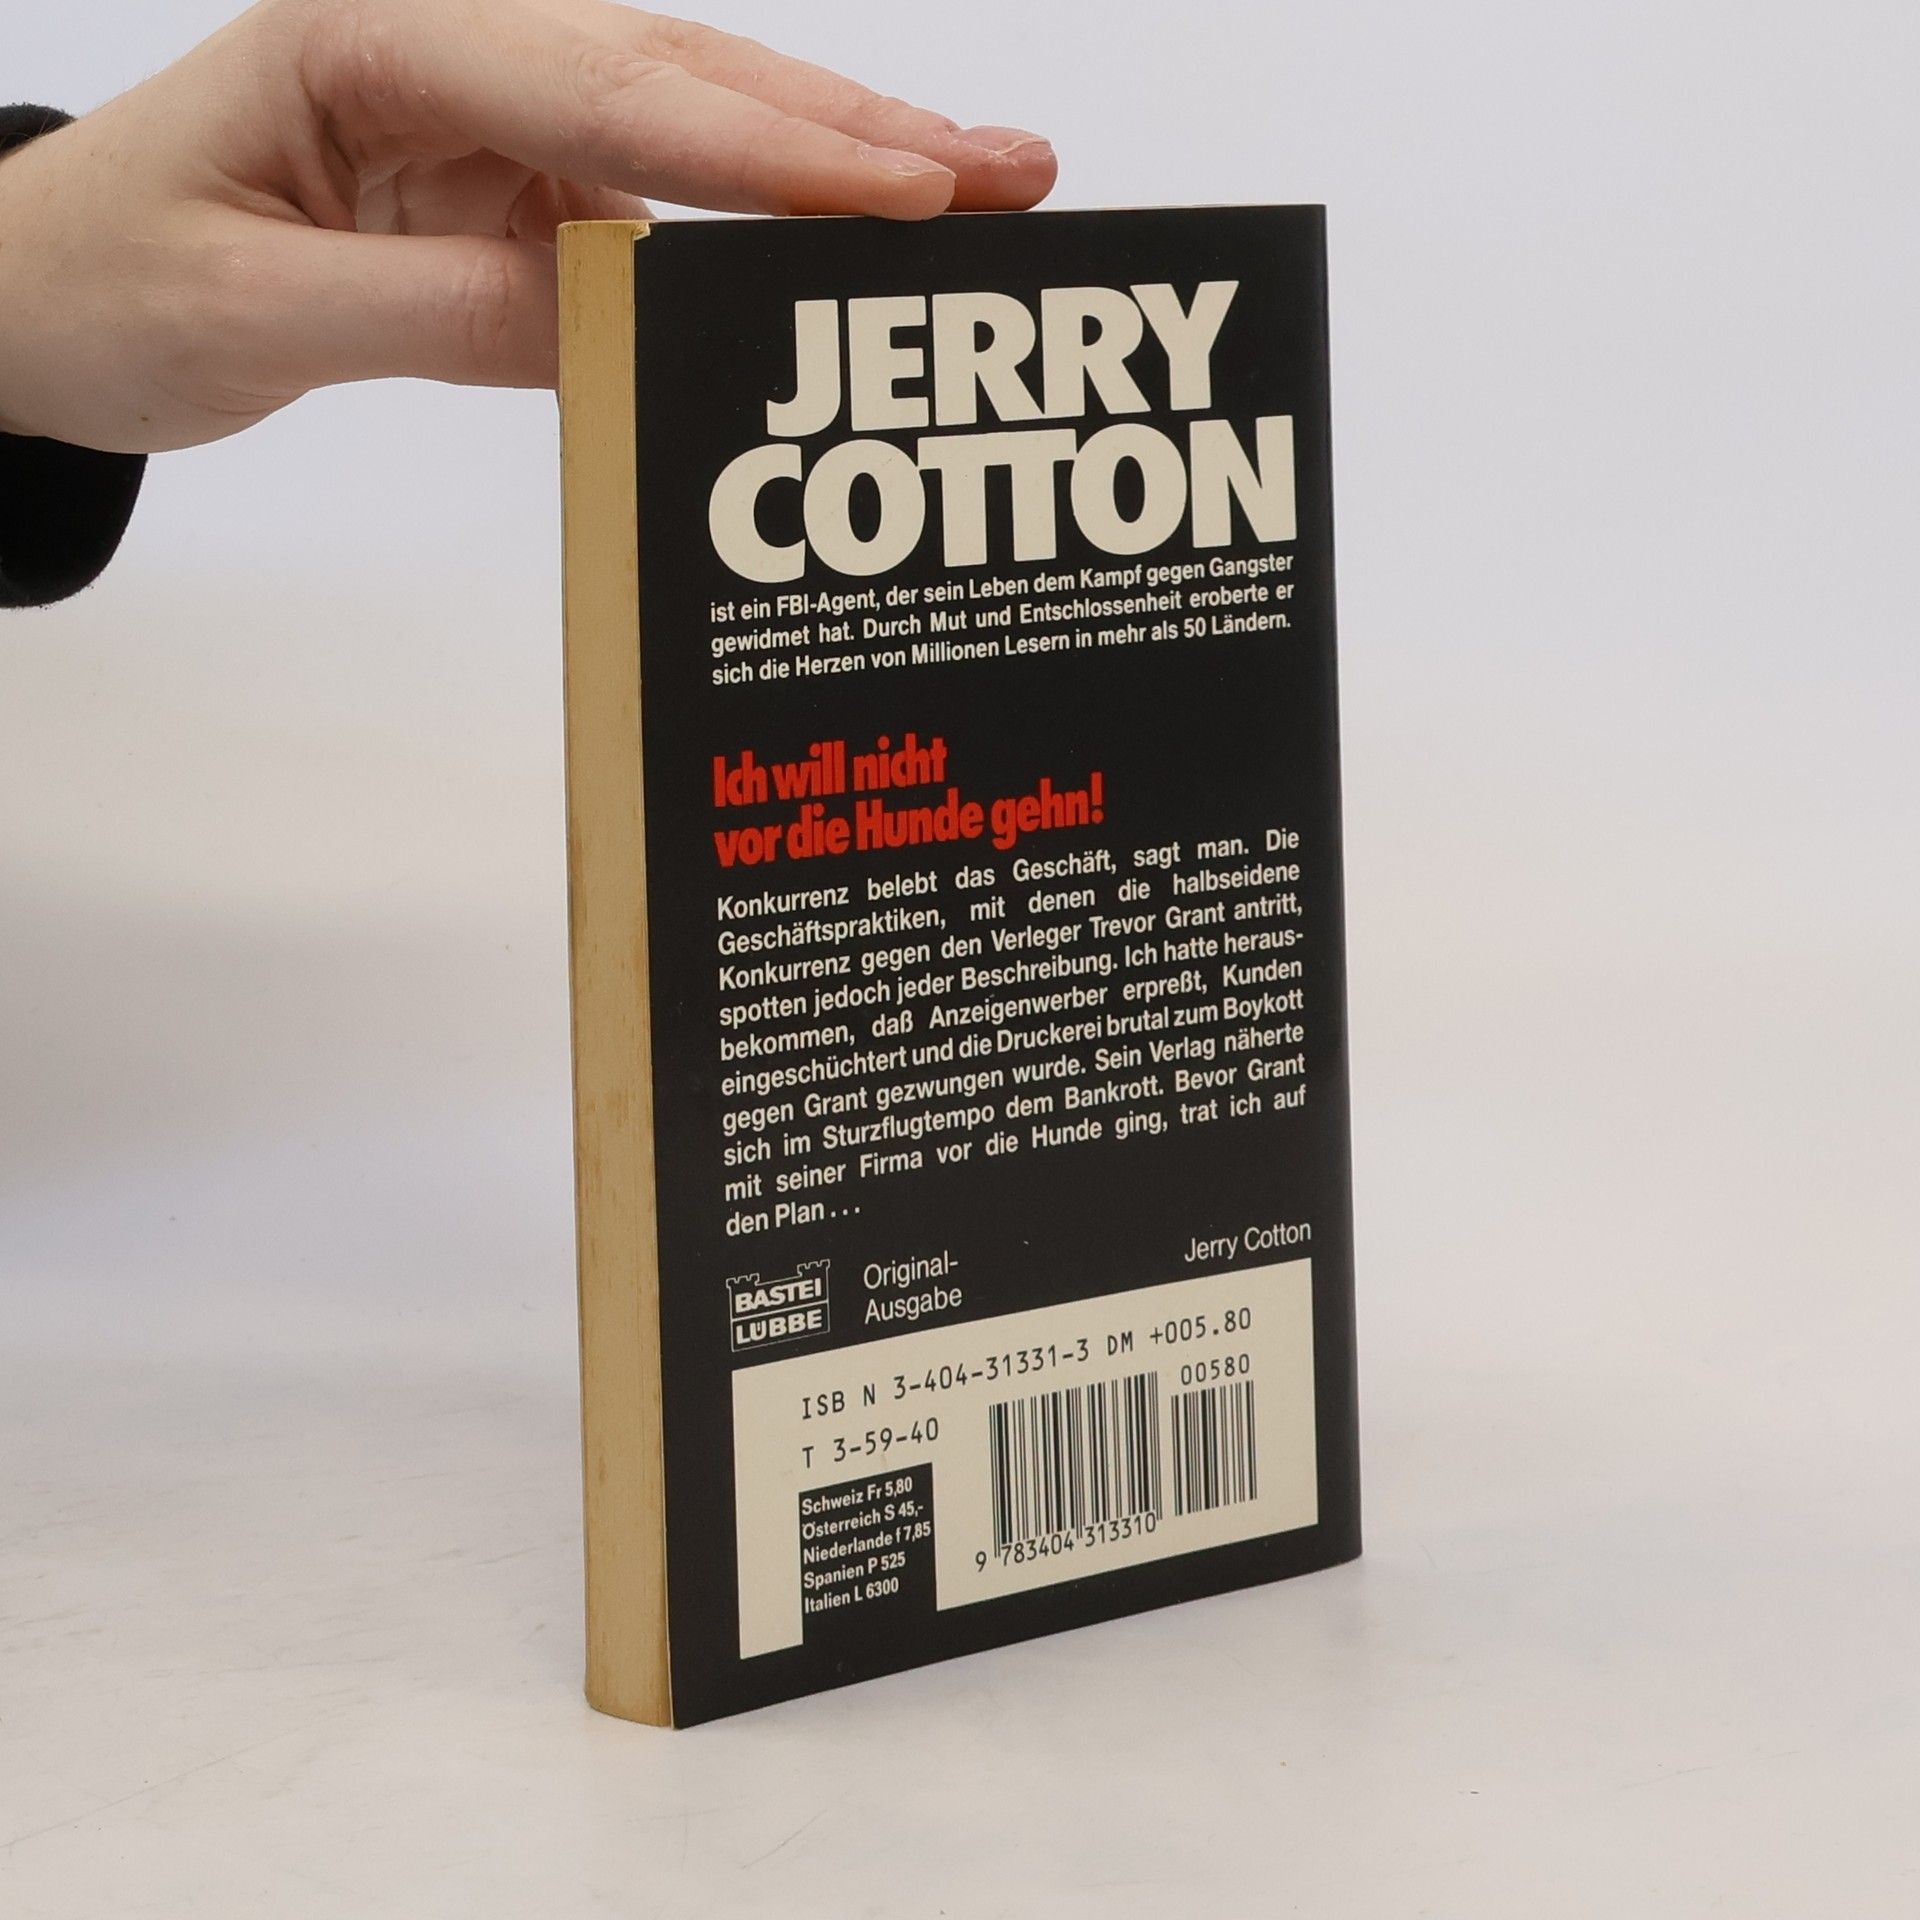 JERRY
COTTON
ist ein FBI-Agent, der sein Leben dem Kampf gegen Gangster
gewidmet hat. Durch Mut und Entschlossenheit eroberte er
sich die Herzen von Millionen Lesern in mehr als 50 Ländern.
Ich will nicht
vor die Hunde gehn!
Konkurrenz belebt das Geschäft, sagt man. Die
Geschäftspraktiken, mit denen die halbseidene
Konkurrenz gegen den Verleger Trevor Grant antritt,
spotten jedoch jeder Beschreibung. Ich hatte heraus-
bekommen, daß Anzeigenwerber erpreßt, Kunden
eingeschüchtert und die Druckerei brutal zum Boykott
gegen Grant gezwungen wurde. Sein Verlag näherte
sich im Sturzflugtempo dem Bankrott. Bevor Grant
mit seiner Firma vor die Hunde ging, trat ich auf
den Plan ...
Jerry Cotton
BASTEI
LÜBBE
Original-
Ausgabe
ISB N 3-404-31331-3 DM +005.80
T 3-59-40
00580
Schweiz Fr 5,80
Österreich S 45,-
Niederlande f 7,85
Spanien P 525
Italien L 6300
9 783404 313310